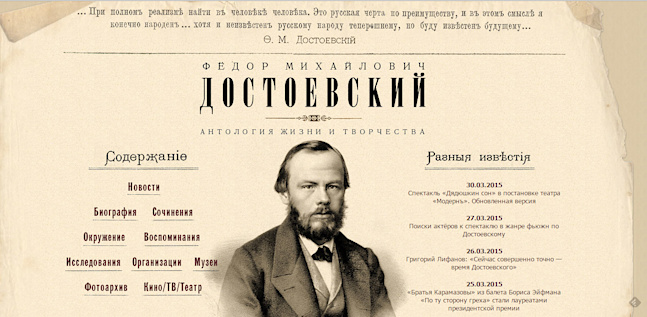 ... При полномъ реализмѣ найти въ человѣкѣ человѣка. Это русская черта по преимуществу, и въ этомъ смыслѣ я
конечно народенъ ... хотя и неизвѣстенъ русскому народу теперешнему, но буду извѣстенъ будущему...
Ѳ. М. Достоевскій
ФЕДОР МИХАЙЛОВИЧ
ДОСТОЕВСКИЙ
АНТОЛОГИЯ ЖИЗНИ И ТВОРЧЕСТВА
Содержаніе
Новости
Биография Сочинения
Окружение Воспоминания
Исследования Организации Музеи
Фотоархив Кино/ТВ/Театр
Разныя извѣстія
30.03.2015
Спектакль «Дядюшкин сон» в постановке театра
«Модернъ». Обновленная версия
27.03.2015
Поиски актёров к спектаклю в жанре фьюжн по
Достоевскому
26.03.2015
Григорий Лифанов: «Сейчас совершенно точно —
время Достоевского»
25.03.2015
«Братья Карамазовы» из балета Бориса Эйфмана
«По ту сторону греха» стали лауреатами
президентской премии